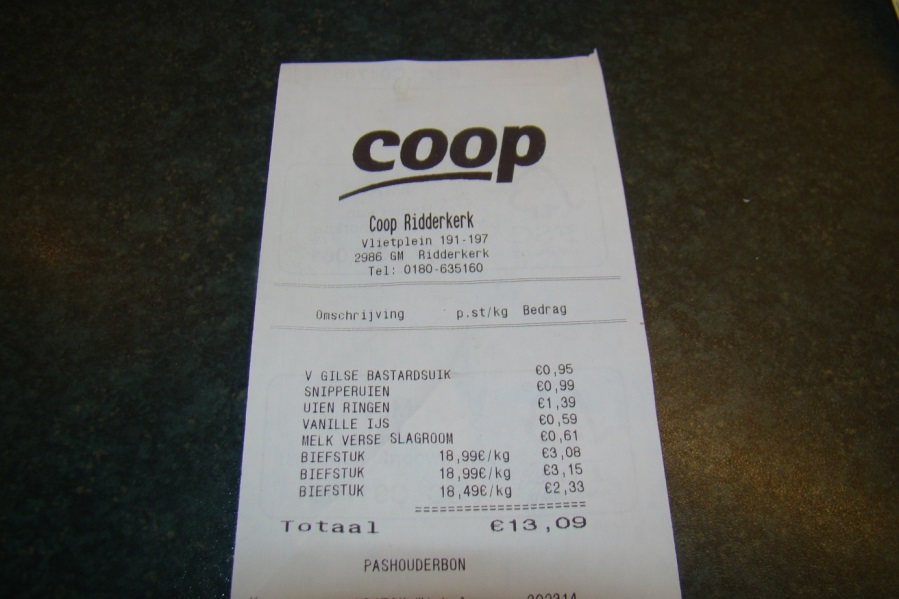 coop
Coop Ridderkerk
Vlietplein 191-197
2986 GM Ridderkerk
Tel: 0180-635160
Omschrijving p.st/kg Bedrag
V GILSE BASTARDSUIK €0,95
SNIPPERUIEN €0,99
UIEN RINGEN €1,39
VANILLE IJS €0,59
MELK VERSE SLAGROOM €0,61
BIEFSTUK 18,99€/kg €3,08
BIEFSTUK 18,99€/kg €3,15
BIEFSTUK 18,49€/kg €2,33
Totaal €13,09
PASHOUDERBON